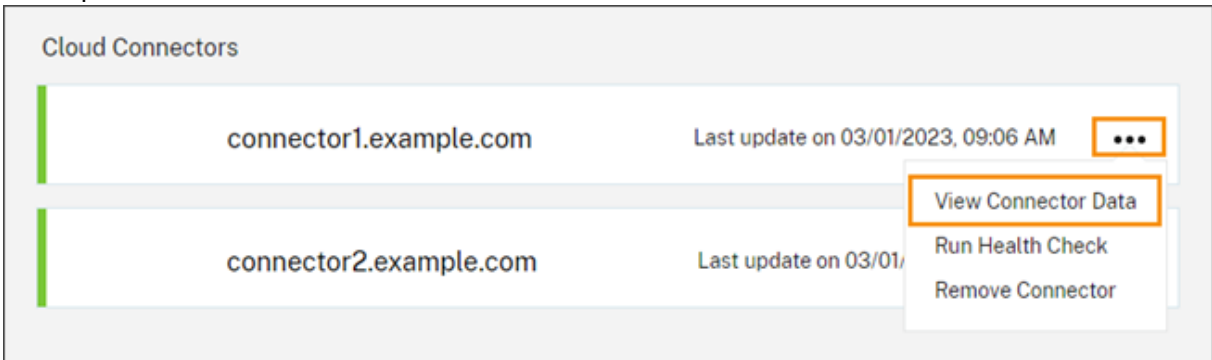 Cloud Connectors
connector1.example.com Last update on 03/01/2023, 09:06 AM •••
View Connector Data
connector2.example.com Last update on 03/01/ Run Health Check
Remove Connector